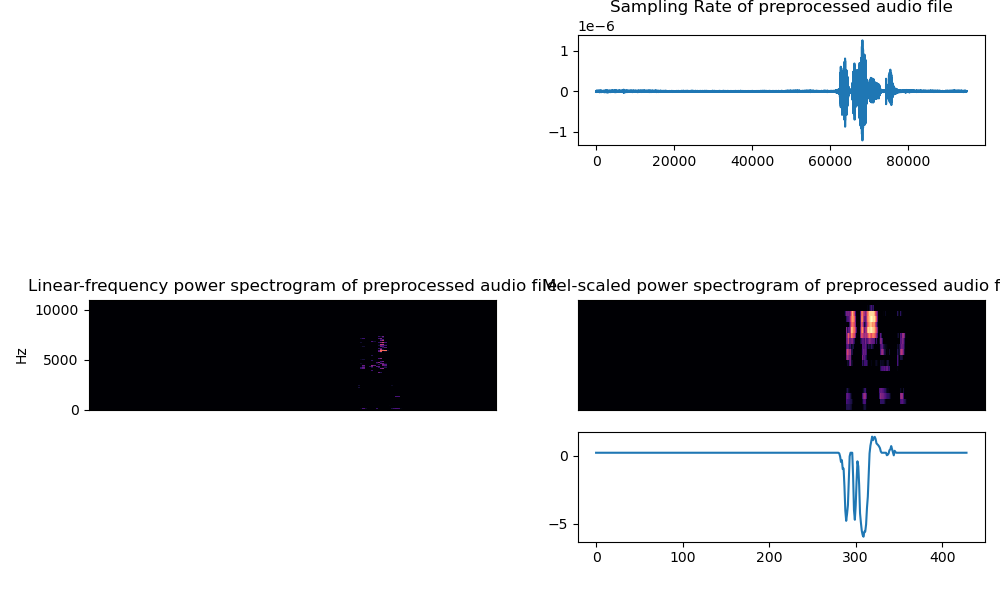 Sampling Rate of preprocessed audio file
1e−6
1
0
−1
0 20000 40000 60000 80000
Linear-frequency power spectrogram of preprocessed audio file
Mel-scaled power spectrogram of preprocessed audio f
10000
5000
0
Hz
0
−5
0 100 200 300 400